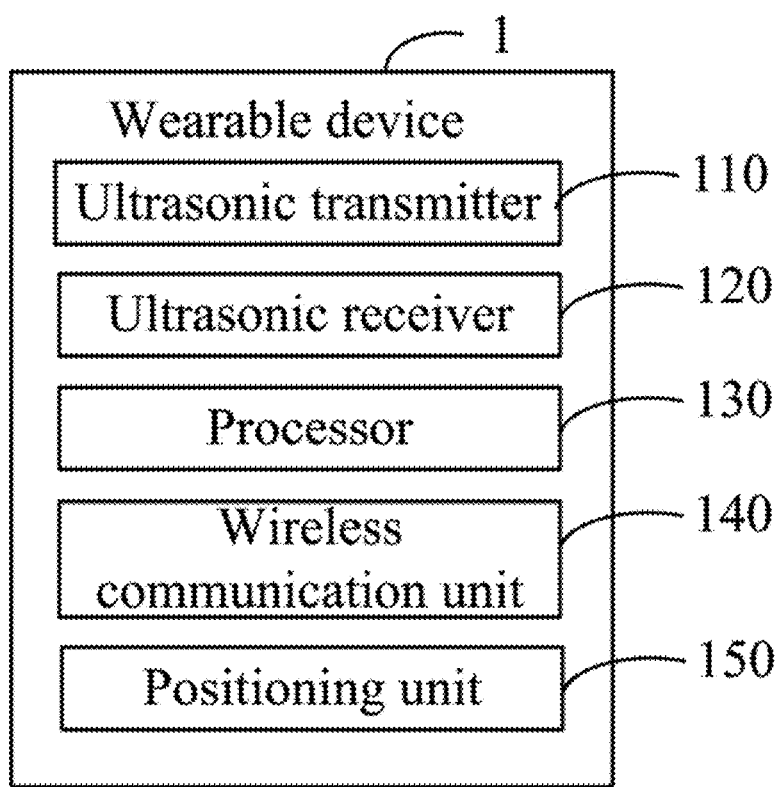 1
Wearable device
Ultrasonic transmitter
110
Ultrasonic receiver
120
Processor
130
Wireless
communication unit
140
Positioning unit
150